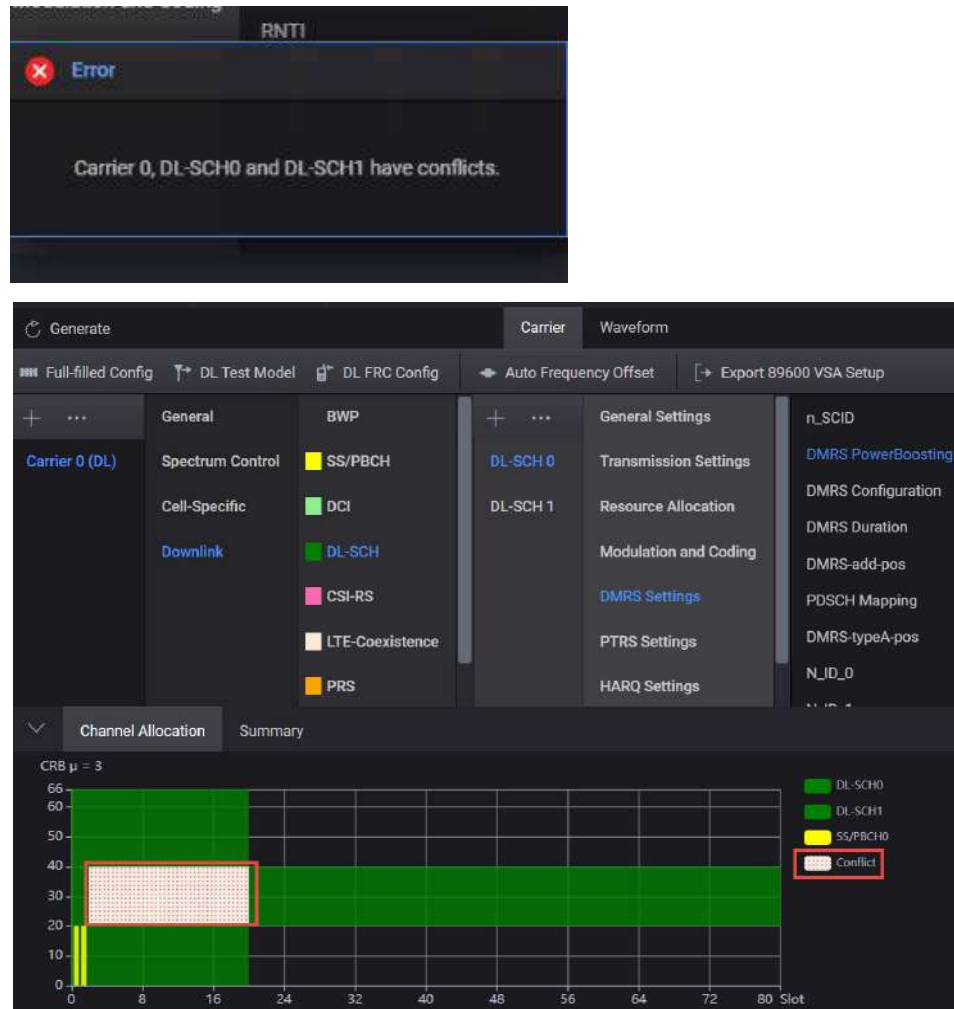 RNTI
Error
Carrier 0, DL-SCH0 and DL-SCH1 have conflicts.
Generate
Carrier Waveform
Full-filled Config DL Test Model DL FRC Config Auto Frequency Offset Export 89600 VSA Setup
+ ... General BWP + ... General Settings n_SCID
Carrier 0 (DL) Spectrum Control SS/PBCH DL-SCH 0 Transmission Settings DMRS PowerBoosting
Cell-Specific DCI DL-SCH 1 Resource Allocation DMRS Configuration
Downlink DL-SCH Modulation and Coding DMRS Duration
CSI-RS DMRS Settings DMRS-add-pos
LTE-Coexistence PTRS Settings PDSCH Mapping
PRS HARQ Settings DMRS-typeA-pos
N_ID_0
Channel Allocation Summary
CRB μ = 3
66
60
50
40
30
20
10
0
0 8 16 24 32 40 48 56 64 72 80 Slot
DL-SCH0
DL-SCH1
SS/PBCH0
Conflict